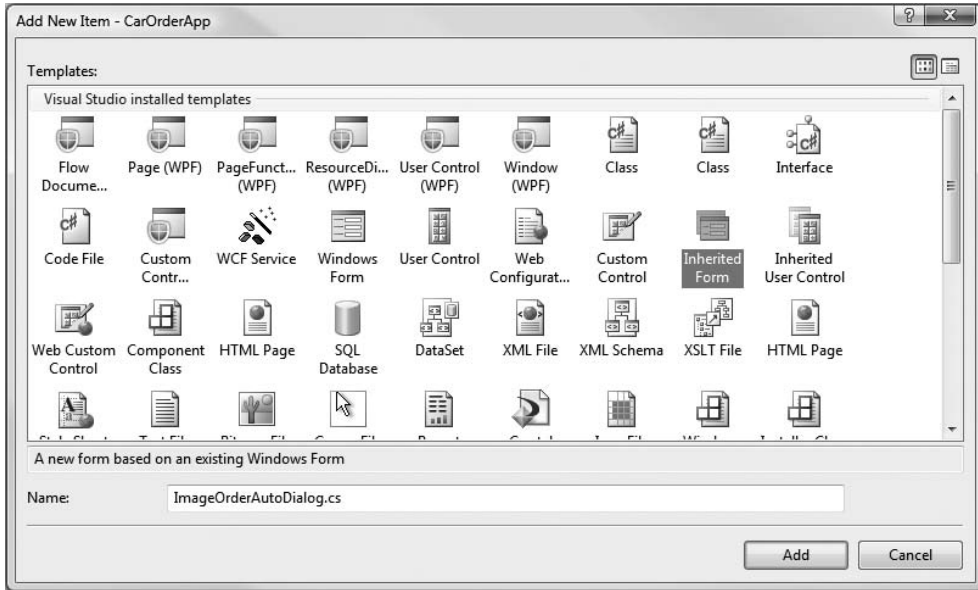 Add New Item - CarOrderApp
Templates:
Visual Studio installed templates
Flow Docume...
Page (WPF)
PageFunct... (WPF)
ResourceDi... (WPF)
User Control (WPF)
Window (WPF)
C# Class
C# Class
C# Interface
C# Code File
Custom Contr...
WCF Service
Windows Form
User Control
Web Configurat...
Custom Control
Inherited Form
Inherited User Control
Web Custom Control
Component Class
HTML Page
SQL Database
DataSet
XML File
XML Schema
XSLT File
HTML Page
A new form based on an existing Windows Form
Name:
ImageOrderAutoDialog.cs
Add
Cancel